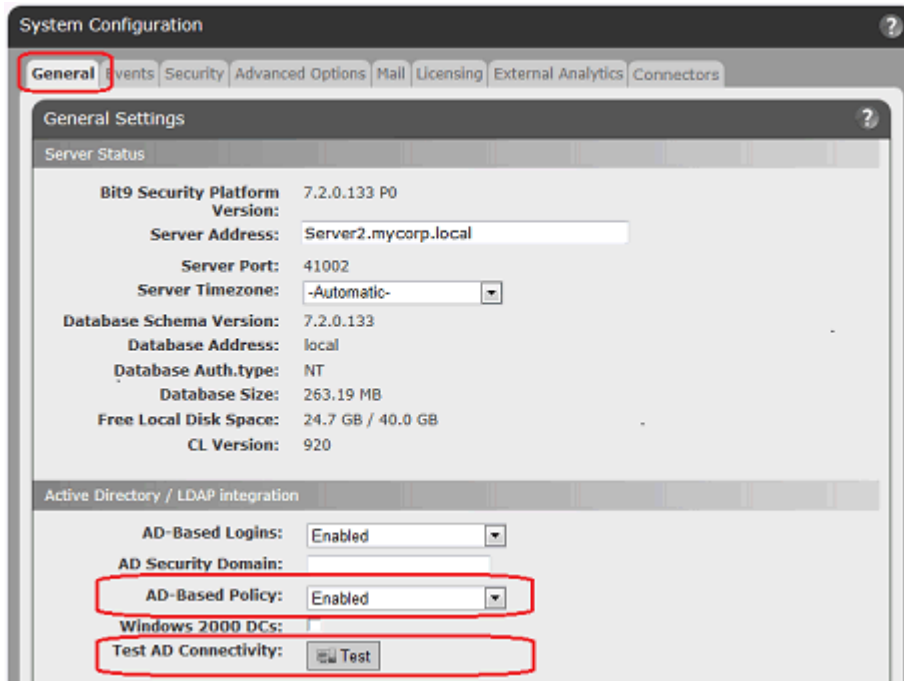 System Configuration ?
General Events Security Advanced Options Mail Licensing External Analytics Connectors
General Settings ?
Server Status
Bit9 Security Platform Version: 7.2.0.133 P0
Server Address: Server2.mycorp.local
Server Port: 41002
Server Timezone: -Automatic-
Database Schema Version: 7.2.0.133
Database Address: local
Database Auth.type: NT
Database Size: 263.19 MB
Free Local Disk Space: 24.7 GB / 40.0 GB
CL Version: 920
Active Directory / LDAP integration
AD-Based Logins: Enabled
AD Security Domain:
AD-Based Policy: Enabled
Windows 2000 DCs:
Test AD Connectivity: Test